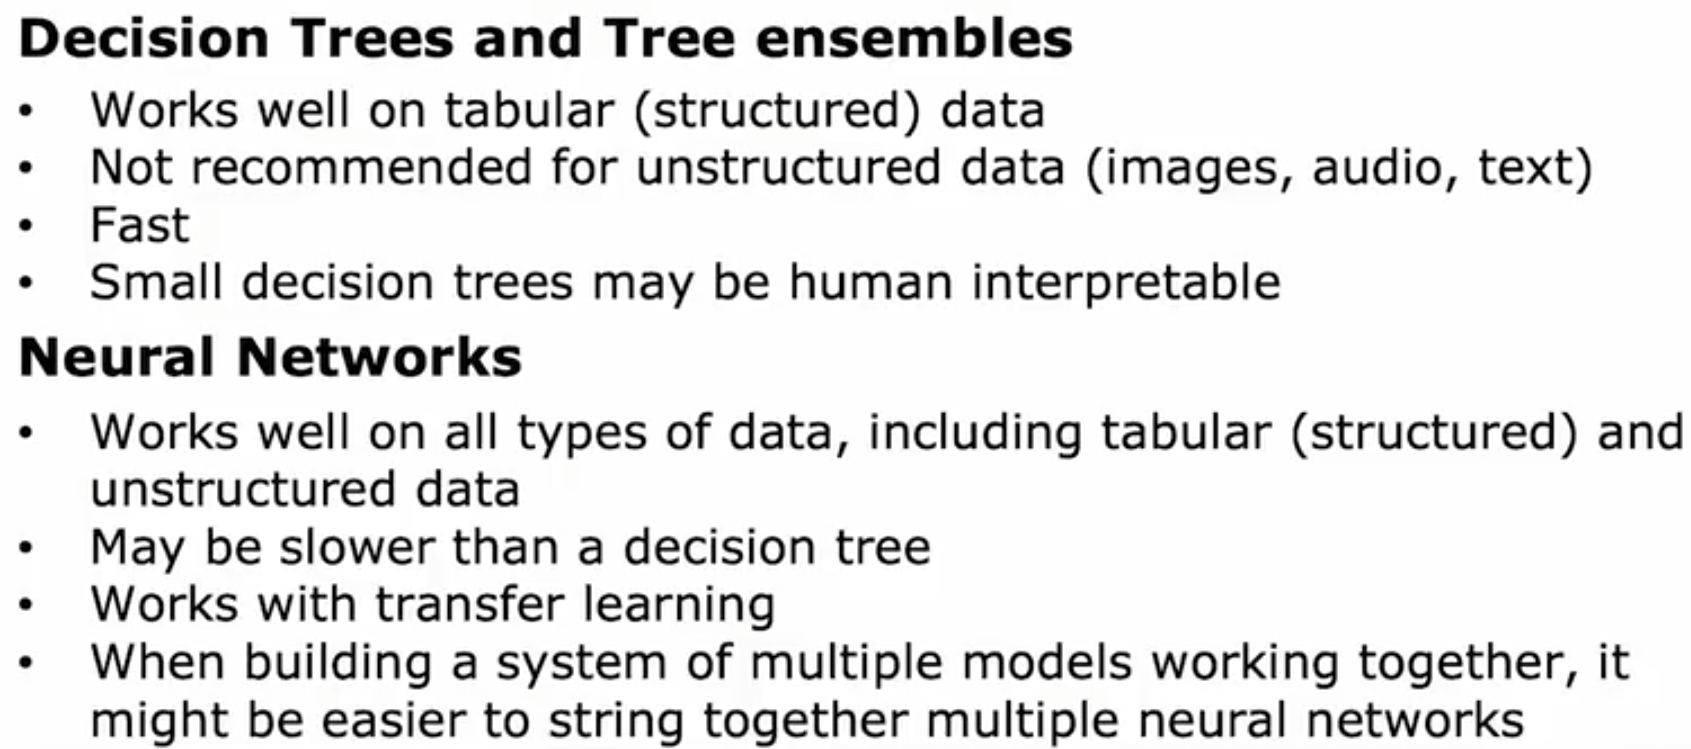 Decision Trees and Tree ensembles
• Works well on tabular (structured) data
• Not recommended for unstructured data (images, audio, text)
• Fast
• Small decision trees may be human interpretable
Neural Networks
• Works well on all types of data, including tabular (structured) and
unstructured data
• May be slower than a decision tree
• Works with transfer learning
• When building a system of multiple models working together, it
might be easier to string together multiple neural networks